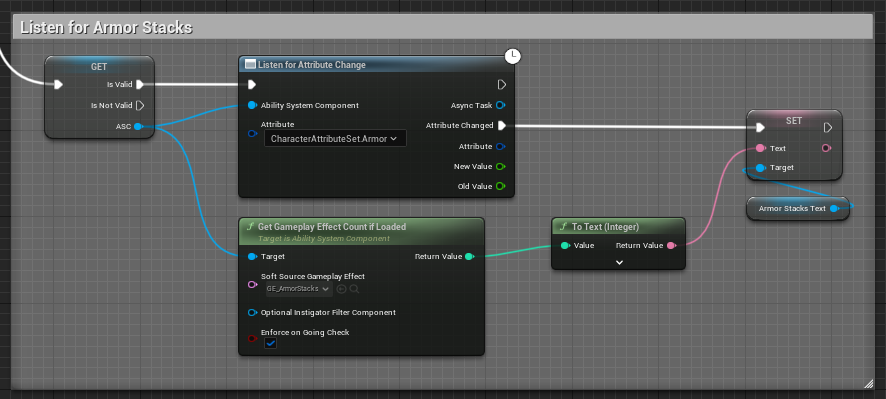 Listen for Armor Stacks
GET
Is Valid
Is Not Valid
ASC
Listen for Attribute Change
Ability System Component
Async Task
Attribute
CharacterAttributeSet.Armor
Attribute Changed
Attribute
New Value
Old Value
SET
Text
Target
Armor Stacks Text
Get Gameplay Effect Count if Loaded
Target is Ability System Component
Target
Return Value
Soft Source Gameplay Effect
GE_ArmorStacks
Optional Instigator Filter Component
Enforce on Going Check
To Text (Integer)
Value
Return Value